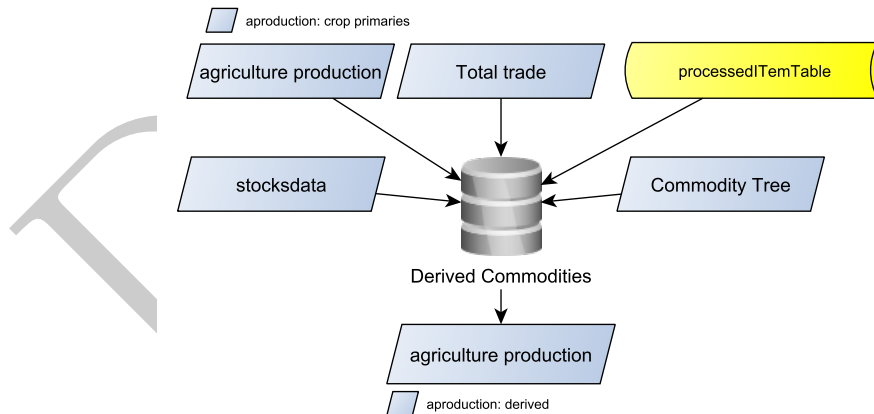 aproduction: crop primaries
agriculture production
Total trade
processedITemTable
stocksdata
Commodity Tree
Derived Commodities
agriculture production
aproduction: derived